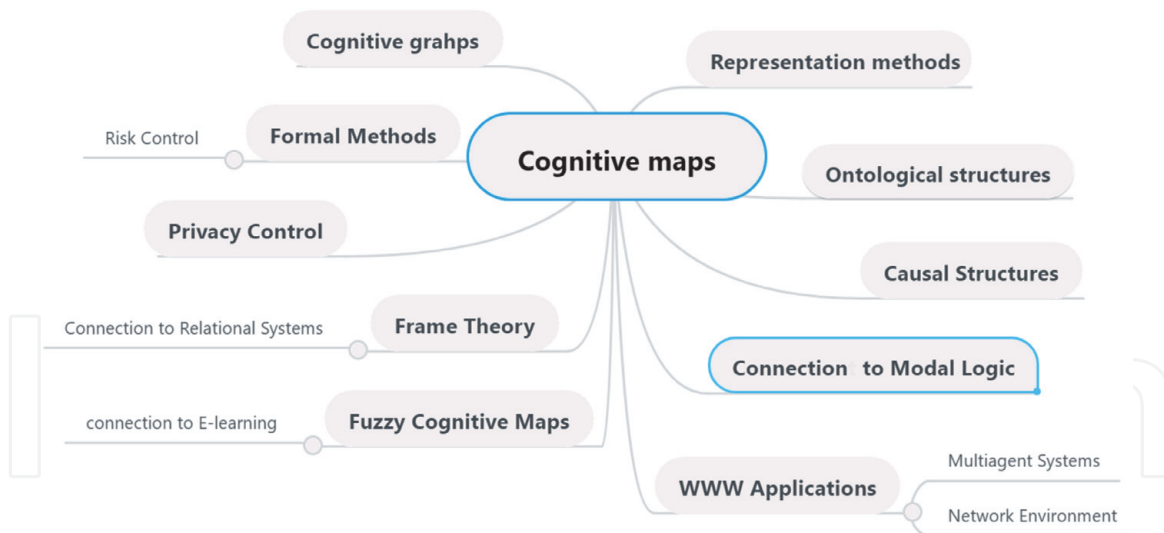 Cognitive grahps
Representation methods
Risk Control
Formal Methods
Cognitive maps
Ontological structures
Privacy Control
Causal Structures
Connection to Relational Systems
Frame Theory
Connection to Modal Logic
connection to E-learning
Fuzzy Cognitive Maps
WWW Applications
Multiagent Systems
Network Environment